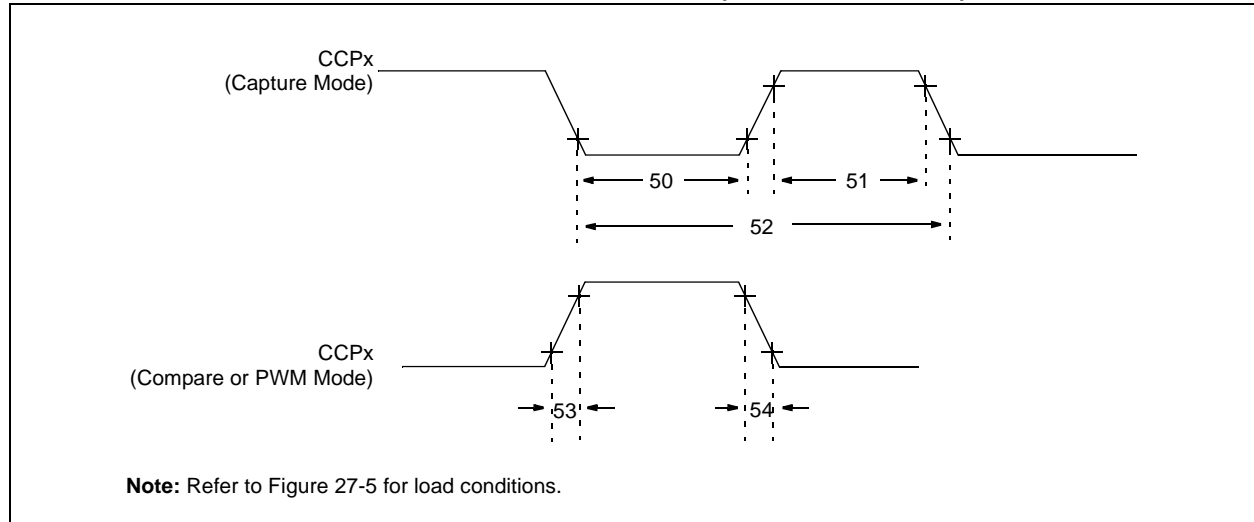 CCPx
(Capture Mode)
50
51
52
CCPx
(Compare or PWM Mode)
53
54
Note: Refer to Figure 27-5 for load conditions.